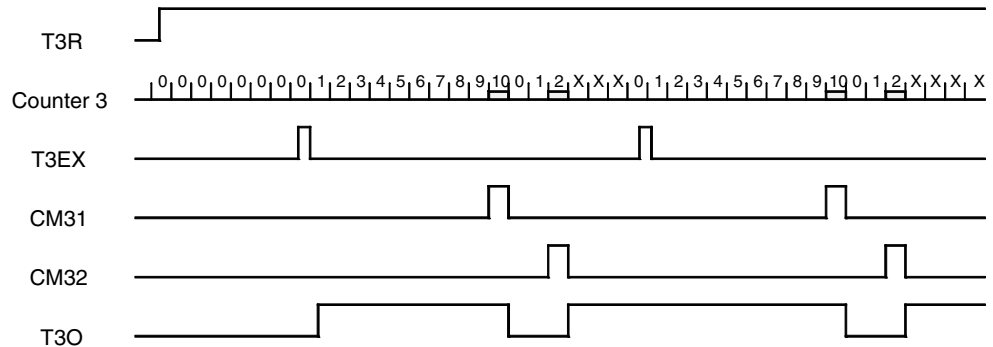 T3R
Counter 3 0 0 0 0 0 0 0 0 1 2 3 4 5 6 7 8 9 10 0 1 2 X X X 0 1 2 3 4 5 6 7 8 9 10 0 1 2 X X X X
T3EX
CM31
CM32
T3O